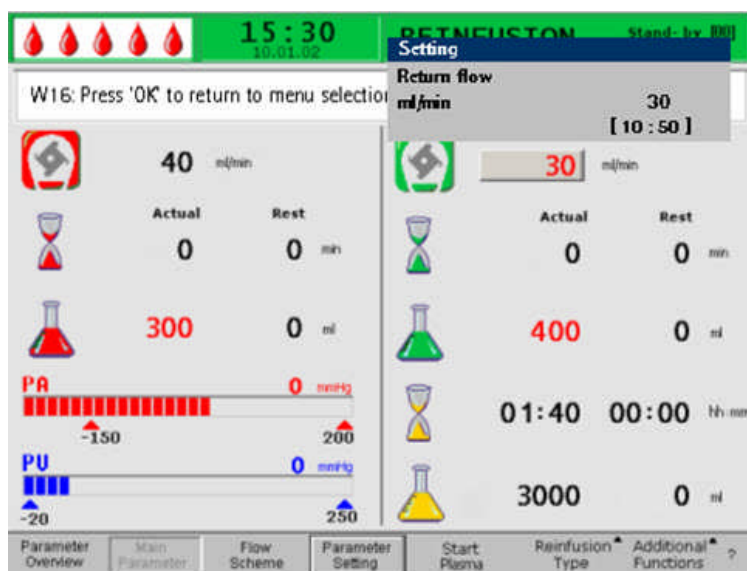 15:30
10.01.02
REINFUSION
Stand-by [00]
Setting
Return flow
ml/min 30
[10:50]
W16: Press 'OK' to return to menu selection
40 ml/min
30 ml/min
Actual Rest
0 0 min
Actual Rest
0 0 min
300 0 ml
400 0 ml
PA 0 mmHg
-150 200
01:40 00:00 hh:mm
PV 0 mmHg
-20 250
3000 0 ml
Parameter Overview
Main Parameter
Flow Scheme
Parameter Setting
Start Plasma
Reinfusion Type
Additional Functions
?